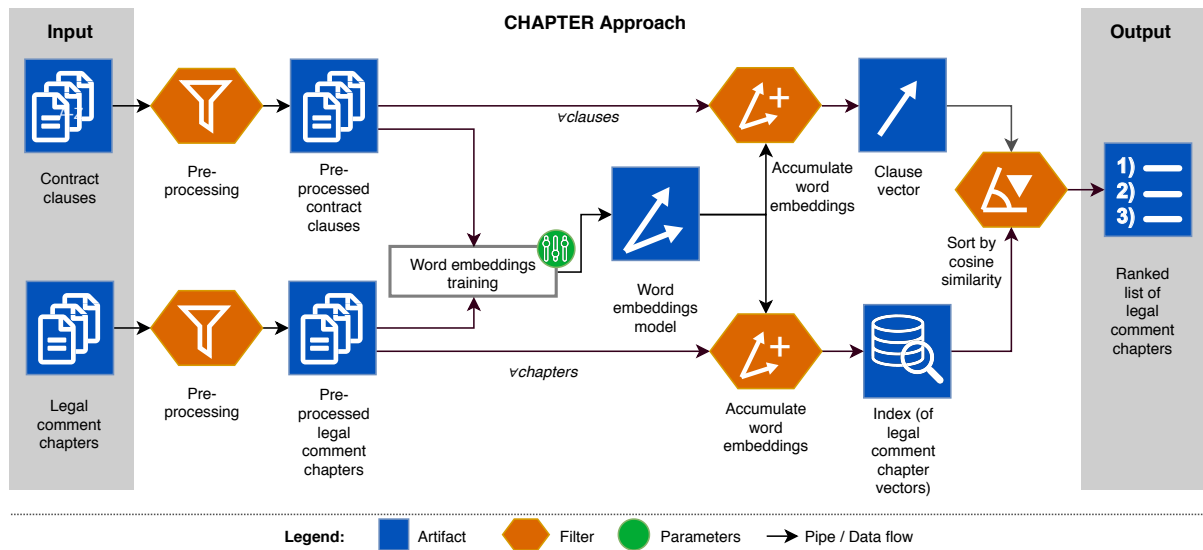 Input
CHAPTER Approach
Output
Contract
clauses
Pre-
processing
Pre-
processed
contract
clauses
∀clauses
Accumulate
word
embeddings
Clause
vector
Sort by
cosine
similarity
1)
2)
3)
Ranked
list of
legal
comment
chapters
Word embeddings
training
Word
embeddings
model
Legal
comment
chapters
Pre-
processing
Pre-
processed
legal
comment
chapters
∀chapters
Accumulate
word
embeddings
Index (of
legal
comment
chapter
vectors)
Legend:
Artifact
Filter
Parameters
Pipe / Data flow